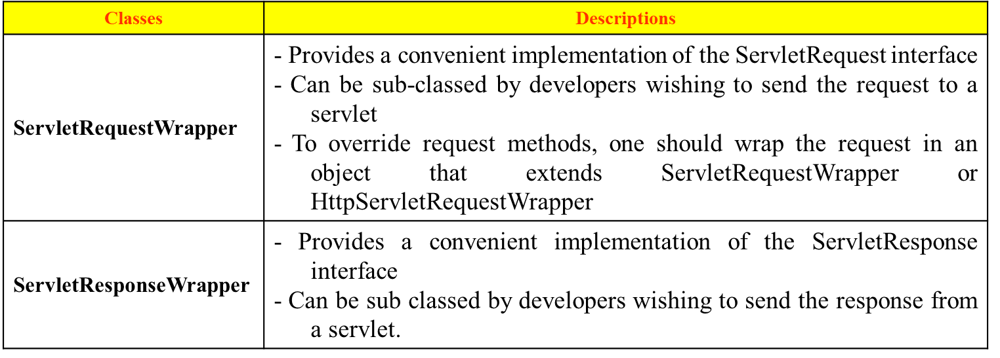 Classes
Descriptions
ServletRequestWrapper
- Provides a convenient implementation of the ServletRequest interface
- Can be sub-classed by developers wishing to send the request to a
servlet
- To override request methods, one should wrap the request in an
object that extends ServletRequestWrapper or
HttpServletRequestWrapper
ServletResponseWrapper
- Provides a convenient implementation of the ServletResponse
interface
- Can be sub classed by developers wishing to send the response from
a servlet.